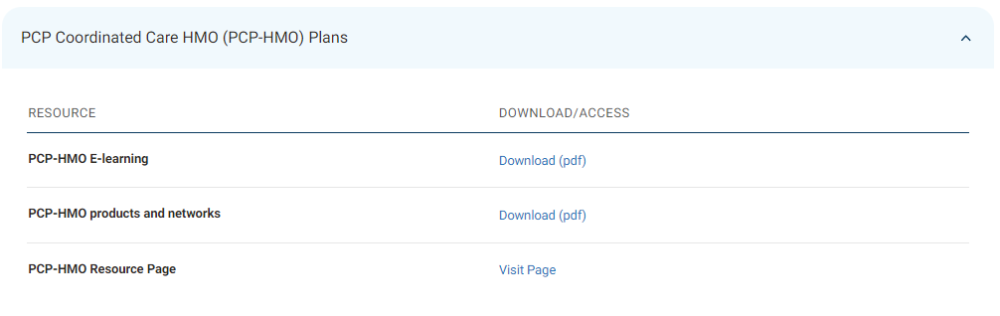 PCP Coordinated Care HMO (PCP-HMO) Plans
RESOURCE DOWNLOAD/ACCESS
PCP-HMO E-learning Download (pdf)
PCP-HMO products and networks Download (pdf)
PCP-HMO Resource Page Visit Page